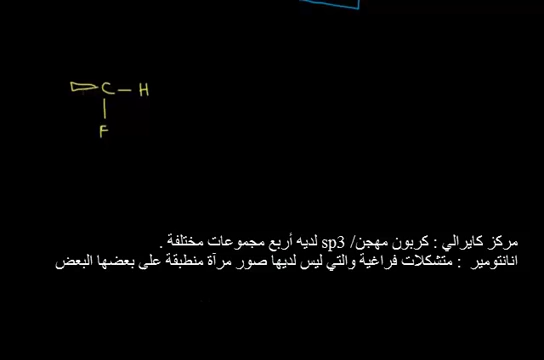 C – H
F
مركز كايرالي : كربون مهجن/ sp3 لديه أربع مجموعات مختلفة .
انانتومير : متشكلات فراغية والتي ليس لديها صور مرآة منطبقة على بعضها البعض